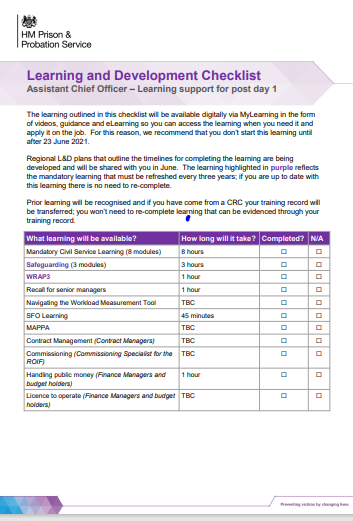 HM Prison &
Probation Service
Learning and Development Checklist
Assistant Chief Officer – Learning support for post day 1
The learning outlined in this checklist will be available digitally via MyLearning in the form
of videos, guidance and eLearning so you can access the learning when you need it and
apply it on the job. For this reason, we recommend that you don't start this learning until
after 23 June 2021.
Regional L&D plans that outline the timelines for completing the learning are being
developed and will be shared with you in June. The learning highlighted in purple reflects
the mandatory learning that must be refreshed every three years; if you are up to date with
this learning there is no need to re-complete.
Prior learning will be recognised and if you have come from a CRC your training record will
be transferred; you won't need to re-complete learning that can be evidenced through your
training record.
What learning will be available? How long will it take? Completed? N/A
Mandatory Civil Service Learning (8 modules) 8 hours ☐ ☐
Safeguarding (3 modules) 3 hours ☐ ☐
WRAP3 1 hour ☐ ☐
Recall for senior managers 1 hour ☐ ☐
Navigating the Workload Measurement Tool TBC ☐ ☐
SFO Learning 45 minutes ☐ ☐
MAPPA TBC ☐ ☐
Contract Management (Contract Managers) TBC ☐ ☐
Commissioning (Commissioning Specialist for the TBC ☐ ☐
ROIF)
Handling public money (Finance Managers and 1 hour ☐ ☐
budget holders)
Licence to operate (Finance Managers and budget TBC ☐ ☐
holders)
Preventing victims by changing lives